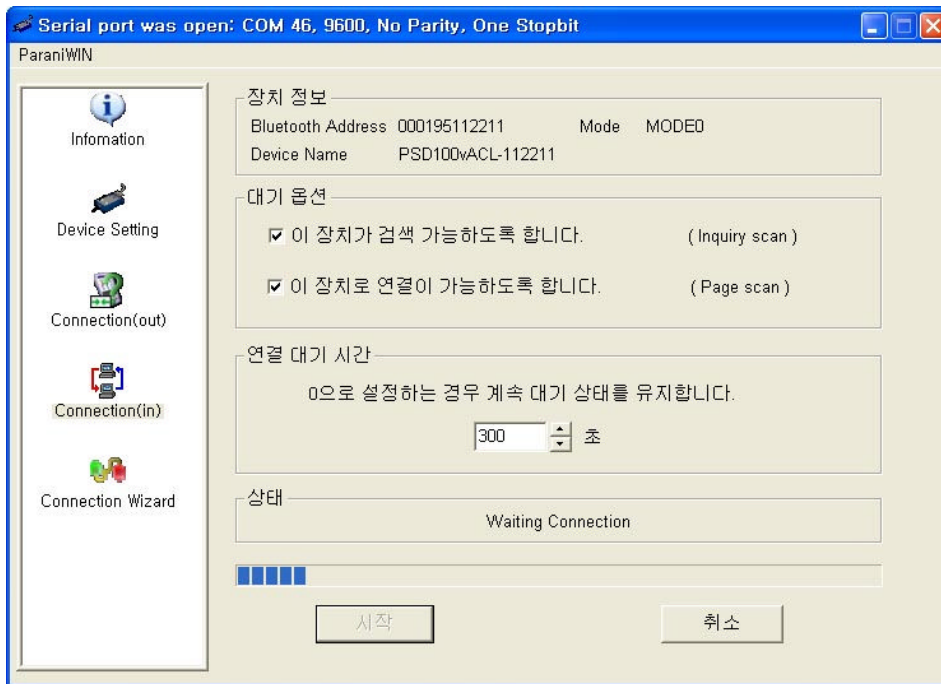 Serial port was open: COM 46, 9600, No Parity, One Stopbit
ParaniWIN
Infomation
Device Setting
Connection(out)
Connection(in)
Connection Wizard
장치 정보
Bluetooth Address 000195112211 Mode MODE0
Device Name PSD100vACL-112211
대기 옵션
이 장치가 검색 가능하도록 합니다. ( Inquiry scan )
이 장치로 연결이 가능하도록 합니다. ( Page scan )
연결 대기 시간
0으로 설정하는 경우 계속 대기 상태를 유지합니다.
300 초
상태
Waiting Connection
시작 취소